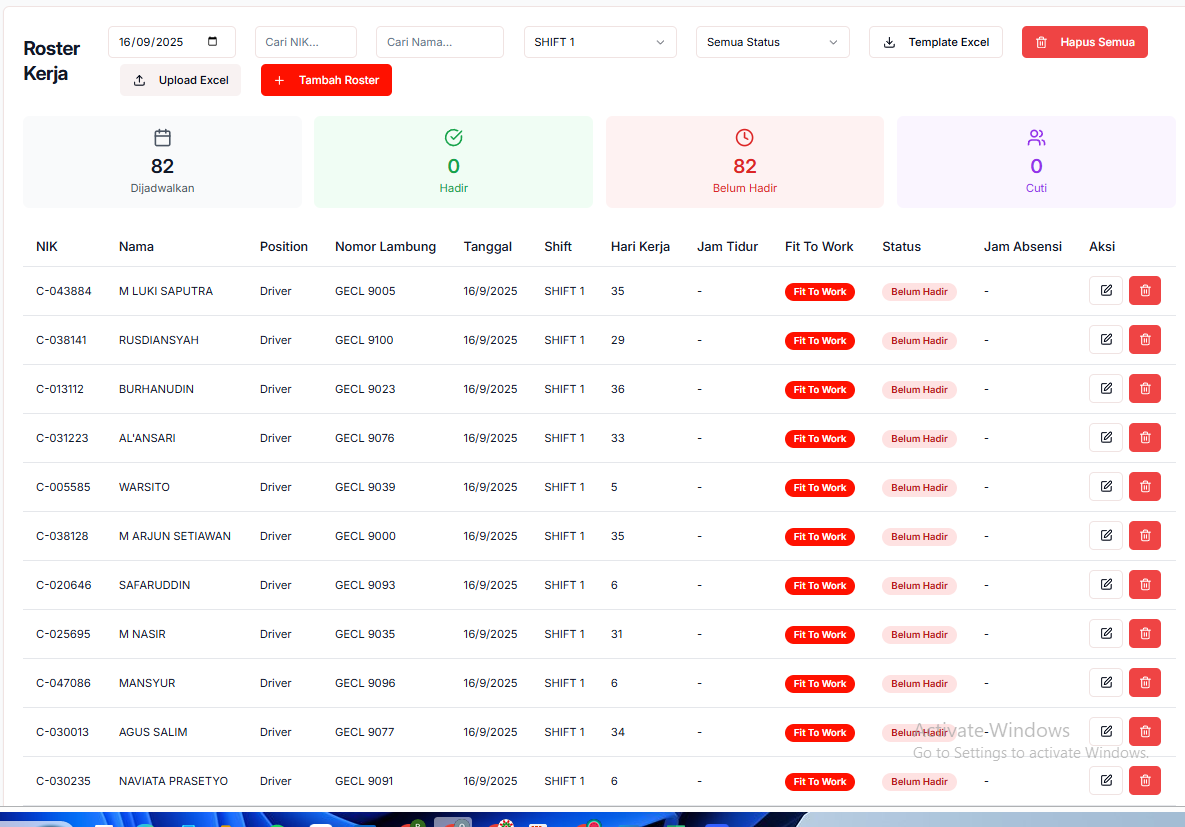 Roster Kerja
16/09/2025
Cari NIK...
Cari Nama...
SHIFT 1
Semua Status
Template Excel
Hapus Semua
Upload Excel
+ Tambah Roster
82
Dijadwalkan
0
Hadir
82
Belum Hadir
0
Cuti
NIK Nama Position Nomor Lambung Tanggal Shift Hari Kerja Jam Tidur Fit To Work Status Jam Absensi Aksi
C-043884 M LUKI SAPUTRA Driver GECL 9005 16/9/2025 SHIFT 1 35 - Fit To Work Belum Hadir -
C-038141 RUSDIANSYAH Driver GECL 9100 16/9/2025 SHIFT 1 29 - Fit To Work Belum Hadir -
C-013112 BURHANUDIN Driver GECL 9023 16/9/2025 SHIFT 1 36 - Fit To Work Belum Hadir -
C-031223 AL'ANSARI Driver GECL 9076 16/9/2025 SHIFT 1 33 - Fit To Work Belum Hadir -
C-005585 WARSITO Driver GECL 9039 16/9/2025 SHIFT 1 5 - Fit To Work Belum Hadir -
C-038128 M ARJUN SETIAWAN Driver GECL 9000 16/9/2025 SHIFT 1 35 - Fit To Work Belum Hadir -
C-020646 SAFARUDDIN Driver GECL 9093 16/9/2025 SHIFT 1 6 - Fit To Work Belum Hadir -
C-025695 M NASIR Driver GECL 9035 16/9/2025 SHIFT 1 31 - Fit To Work Belum Hadir -
C-047086 MANSYUR Driver GECL 9096 16/9/2025 SHIFT 1 6 - Fit To Work Belum Hadir -
C-030013 AGUS SALIM Driver GECL 9077 16/9/2025 SHIFT 1 34 - Fit To Work Belum Hadir -
C-030235 NAVIATA PRASETYO Driver GECL 9091 16/9/2025 SHIFT 1 6 - Fit To Work Belum Hadir -
Activate Windows
Go to Settings to activate Windows.